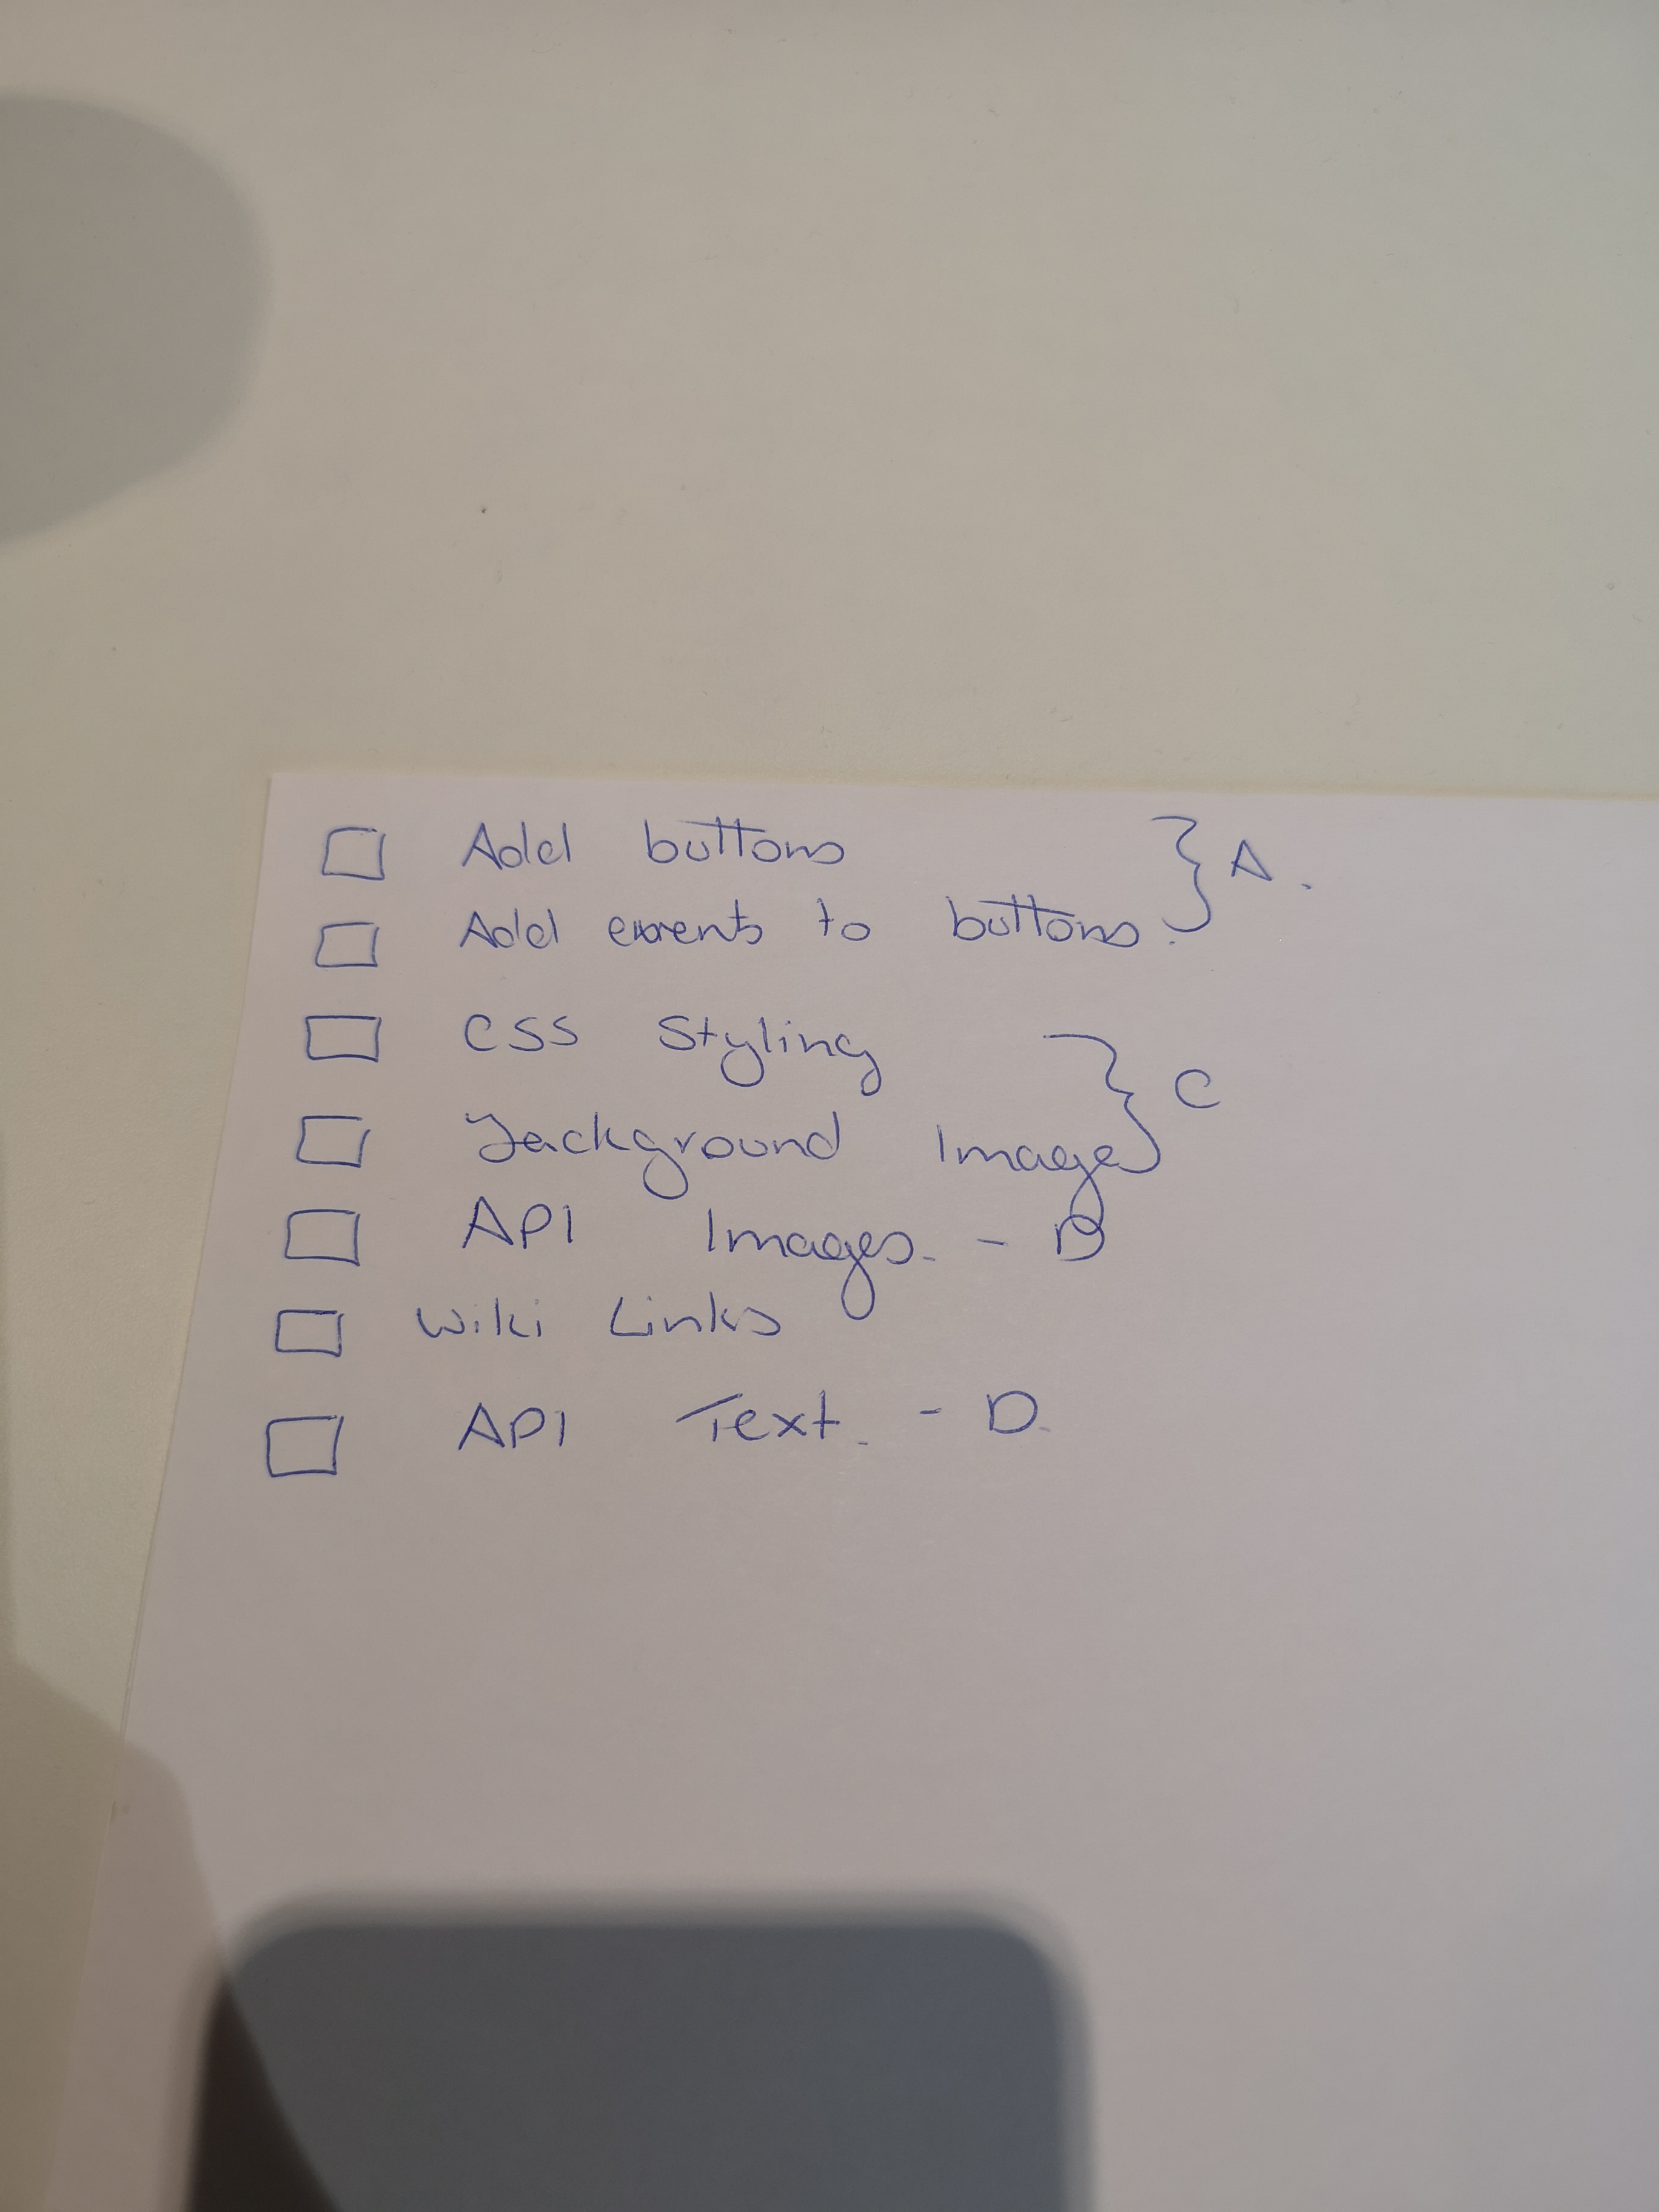 Add buttons } A.
Add events to buttons.
CSS Styling } C
Background Image
API Images. - B
Wiki Links
API Text. - D.